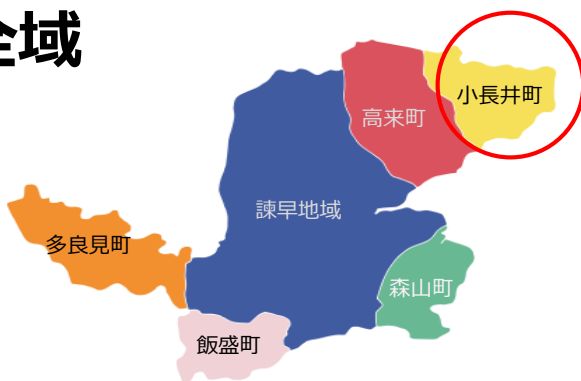 全域
小長井町
高来町
諫早地域
多良見町
森山町
飯盛町